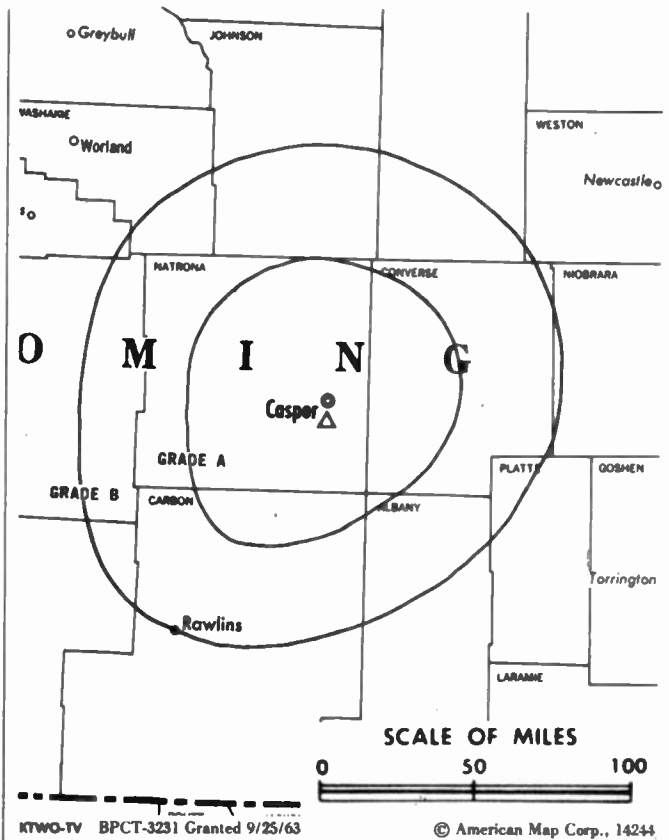 Greybull
JOHNSON
WASHAKIE
Worland
WESTON
Newcastle
s
NATRONA
CONVERSE
NIOBRARA
O M I N G
Casper
GRADE A
GRADE B
CARBON
ALBANY
PLATTE
GOSHEN
Torrington
Rawlins
LARAMIE
SCALE OF MILES
0 50 100
KTWO-TV BPCT-3231 Granted 9/25/63
© American Map Corp., 14244